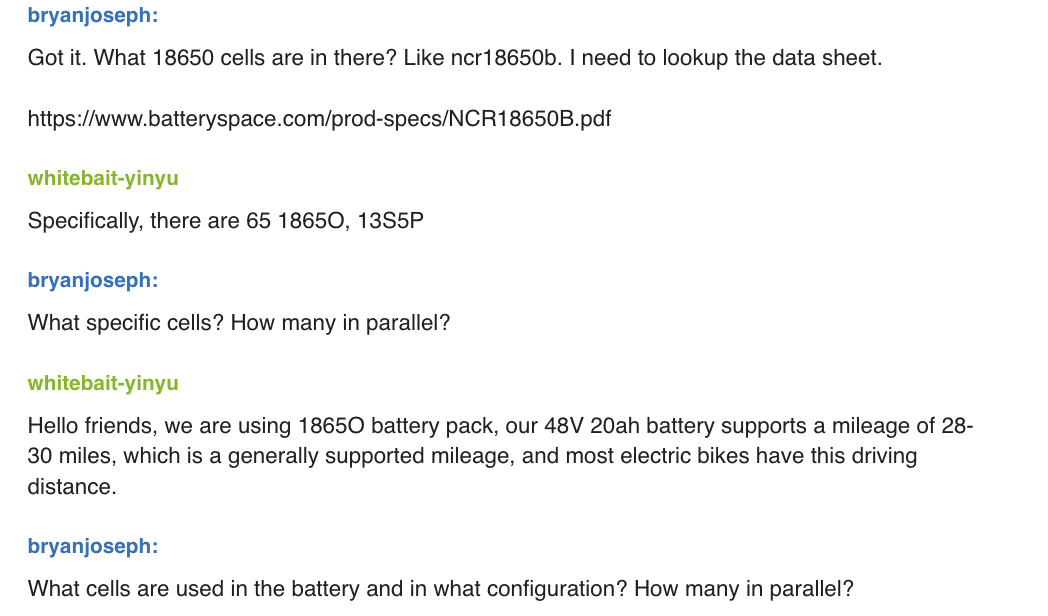 bryanjoseph:
Got it. What 18650 cells are in there? Like ncr18650b. I need to lookup the data sheet.
https://www.batteryspace.com/prod-specs/NCR18650B.pdf
whitebait-yinyu
Specifically, there are 65 1865O, 13S5P
bryanjoseph:
What specific cells? How many in parallel?
whitebait-yinyu
Hello friends, we are using 1865O battery pack, our 48V 20ah battery supports a mileage of 28-
30 miles, which is a generally supported mileage, and most electric bikes have this driving
distance.
bryanjoseph:
What cells are used in the battery and in what configuration? How many in parallel?